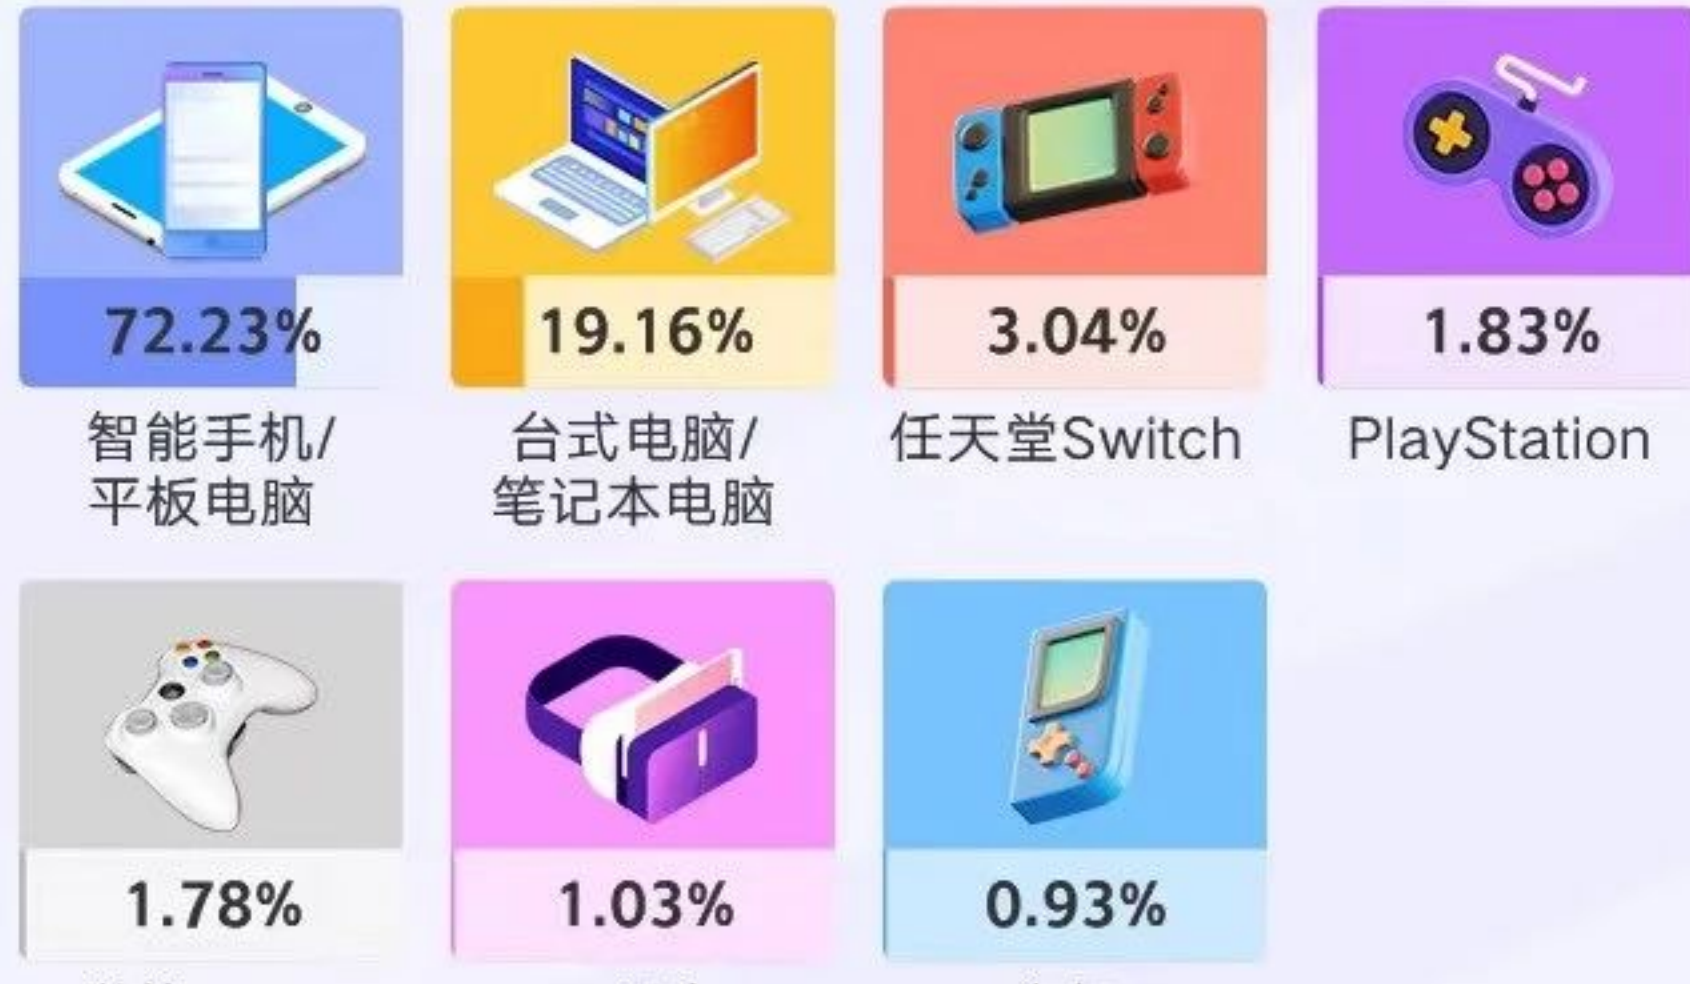 72.23%
19.16%
3.04%
1.83%
智能手机/
平板电脑
台式电脑/
笔记本电脑
任天堂Switch
PlayStation
1.78%
1.03%
0.93%